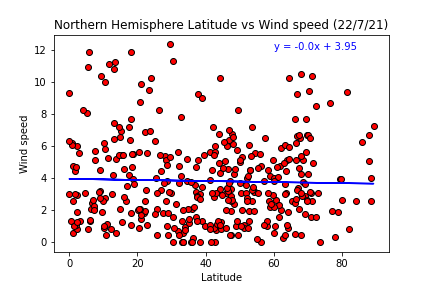 Northern Hemisphere Latitude vs Wind speed (22/7/21)
y = -0.0x + 3.95
12
10
8
6
4
2
0
Wind speed
0 20 40 60 80
Latitude